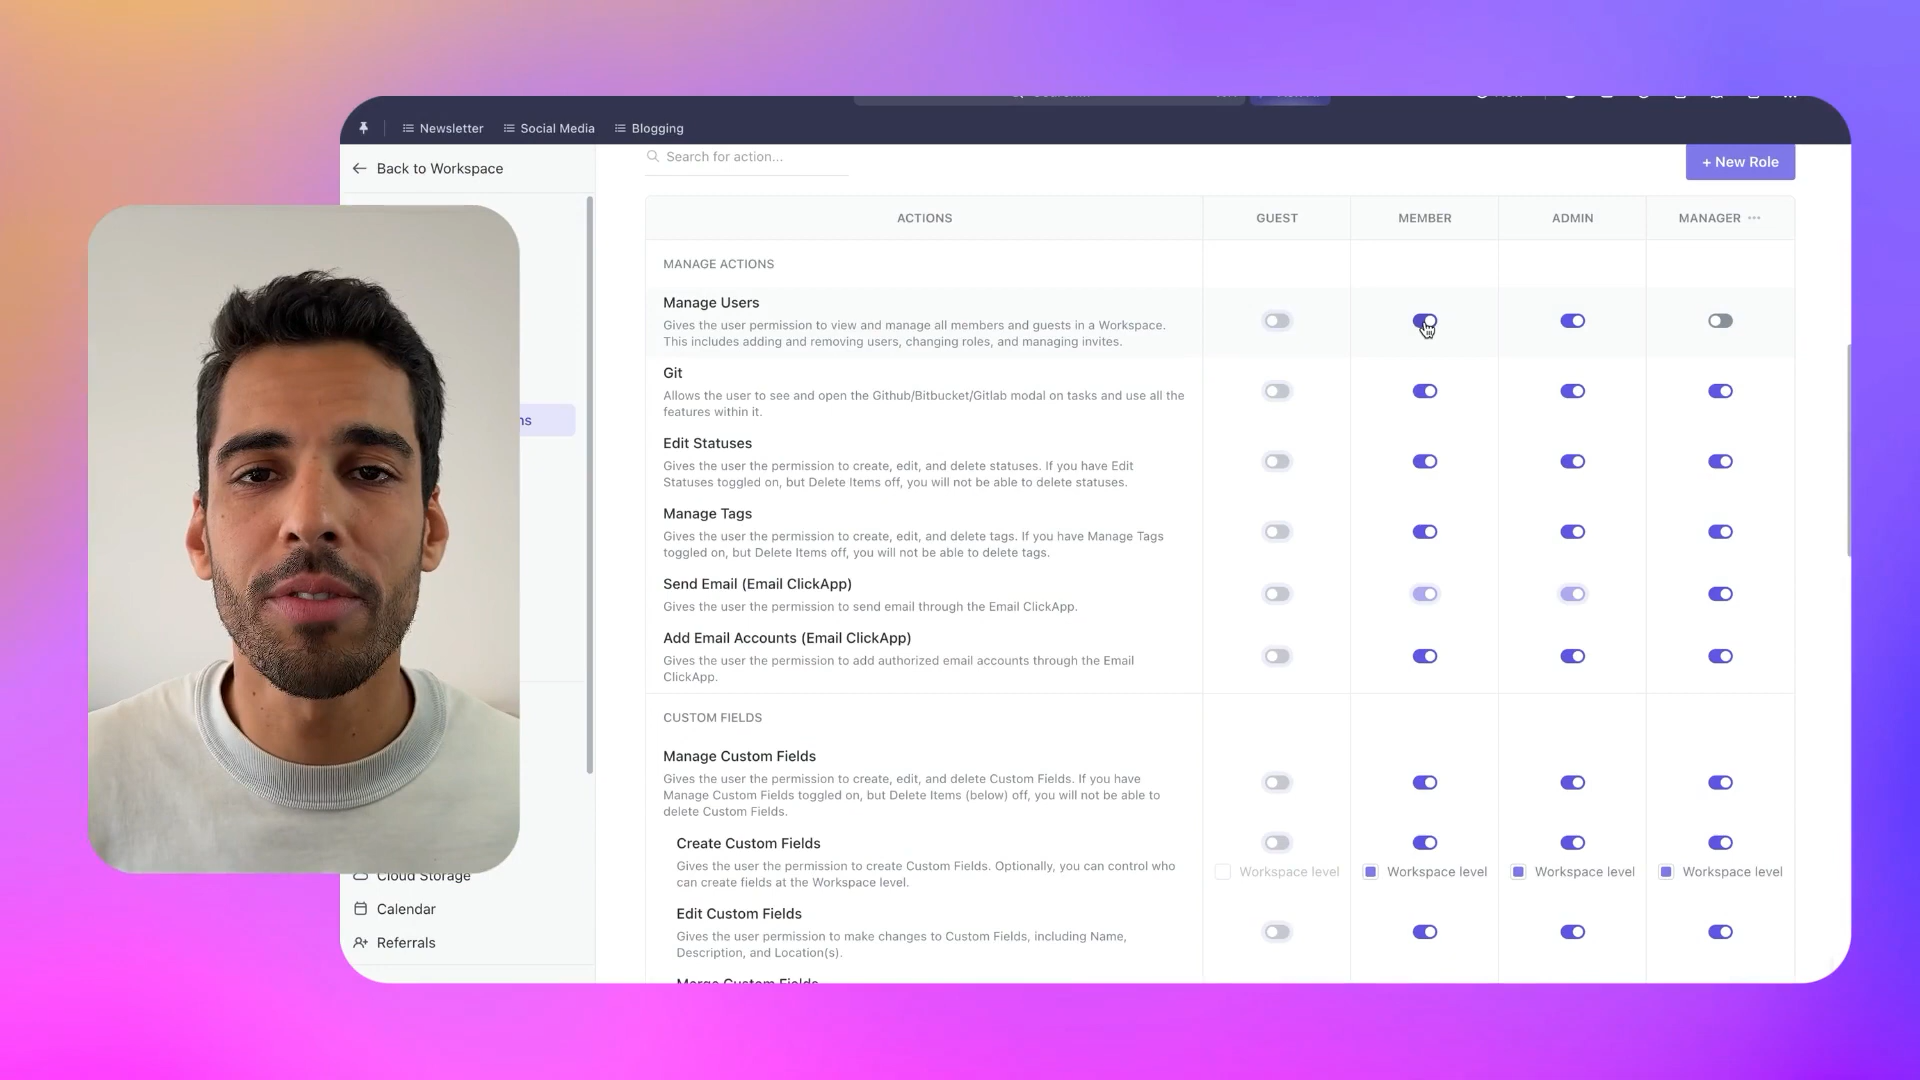 Newsletter
Social Media
Blogging
Back to Workspace
Search for action...
+ New Role
ACTIONS
GUEST
MEMBER
ADMIN
MANAGER
MANAGE ACTIONS
Manage Users
Gives the user permission to view and manage all members and guests in a Workspace.
This includes adding and removing users, changing roles, and managing invites.
Git
Allows the user to see and open the Github/Bitbucket/Gitlab modal on tasks and use all the
features within it.
Edit Statuses
Gives the user the permission to create, edit, and delete statuses. If you have Edit
Statuses toggled on, but Delete Items off, you will not be able to delete statuses.
Manage Tags
Gives the user the permission to create, edit, and delete tags. If you have Manage Tags
toggled on, but Delete Items off, you will not be able to delete tags.
Send Email (Email ClickApp)
Gives the user the permission to send email through the Email ClickApp.
Add Email Accounts (Email ClickApp)
Gives the user the permission to add authorized email accounts through the Email
ClickApp.
CUSTOM FIELDS
Manage Custom Fields
Gives the user the permission to create, edit, and delete Custom Fields. If you have
Manage Custom Fields toggled on, but Delete Items (below) off, you will not be able to
delete Custom Fields.
Create Custom Fields
Gives the user the permission to create Custom Fields. Optionally, you can control who
can create fields at the Workspace level.
Workspace level
Workspace level
Workspace level
Workspace level
Edit Custom Fields
Gives the user permission to make changes to Custom Fields, including Name,
Description, and Location(s).
Merge Custom Fields
ns
Cloud Storage
Calendar
Referrals